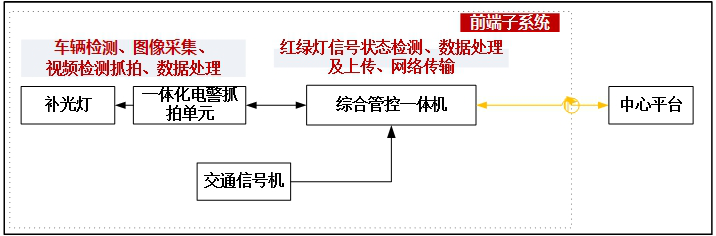 前端子系统
车辆检测、图像采集、
视频检测抓拍、数据处理
红绿灯信号状态检测、数据处理
及上传、网络传输
补光灯
一体化电警抓
拍单元
综合管控一体机
中心平台
交通信号机